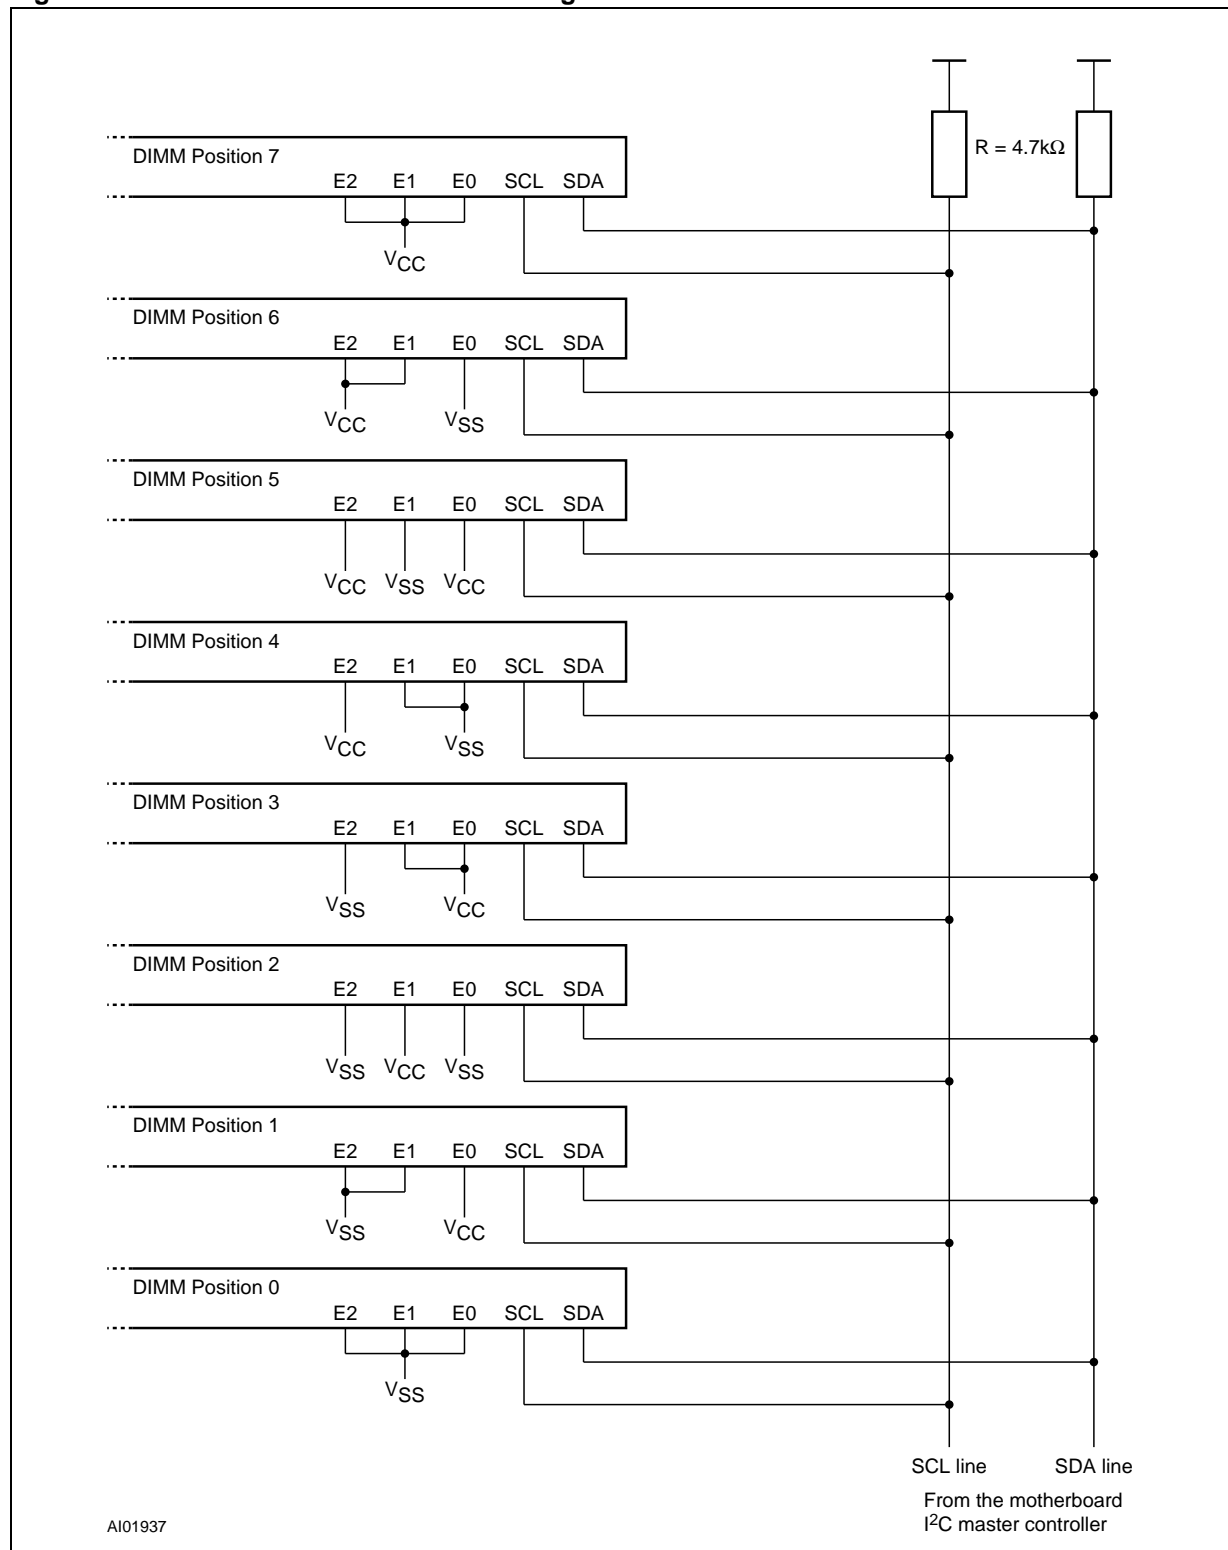 R = 4.7kΩ
DIMM Position 7
E2 E1 E0 SCL SDA
VCC
DIMM Position 6
E2 E1 E0 SCL SDA
VCC VSS
DIMM Position 5
E2 E1 E0 SCL SDA
VCC VSS VCC
DIMM Position 4
E2 E1 E0 SCL SDA
VCC VSS
DIMM Position 3
E2 E1 E0 SCL SDA
VSS VCC
DIMM Position 2
E2 E1 E0 SCL SDA
VSS VCC VSS
DIMM Position 1
E2 E1 E0 SCL SDA
VSS VCC
DIMM Position 0
E2 E1 E0 SCL SDA
VSS
SCL line SDA line
From the motherboard
I2C master controller
AI01937